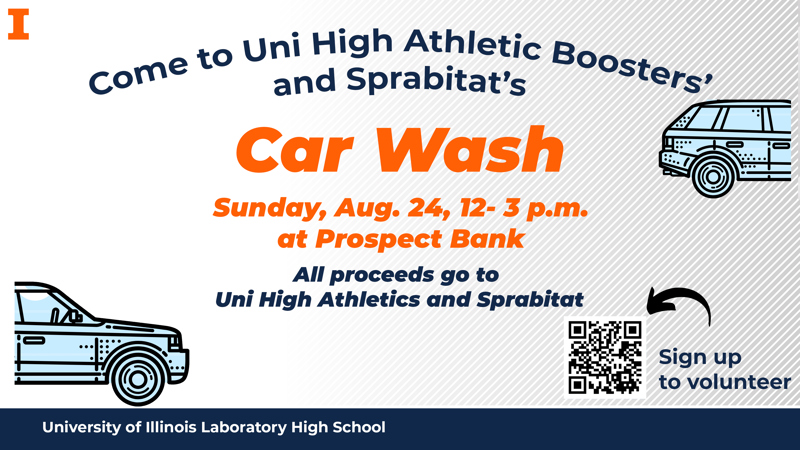 I
Come to Uni High Athletic Boosters’
and Sprabitat’s
Car Wash
Sunday, Aug. 24, 12- 3 p.m.
at Prospect Bank
All proceeds go to
Uni High Athletics and Sprabitat
Sign up
to volunteer
University of Illinois Laboratory High School